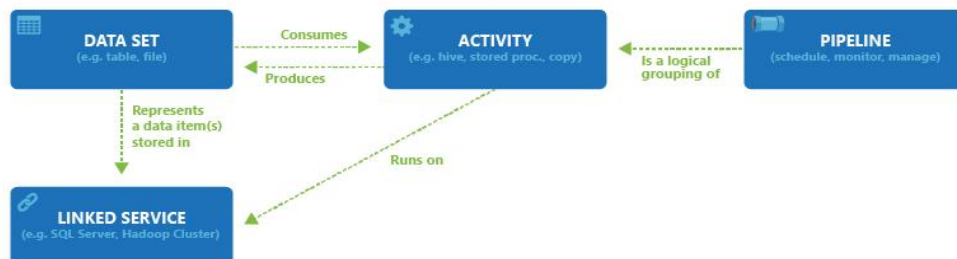 DATA SET
(e.g. table, file)
Consumes
Produces
ACTIVITY
(e.g. hive, stored proc., copy)
Is a logical
grouping of
PIPELINE
(schedule, monitor, manage)
Represents
a data item(s)
stored in
Runs on
LINKED SERVICE
(e.g. SQL Server, Hadoop Cluster)